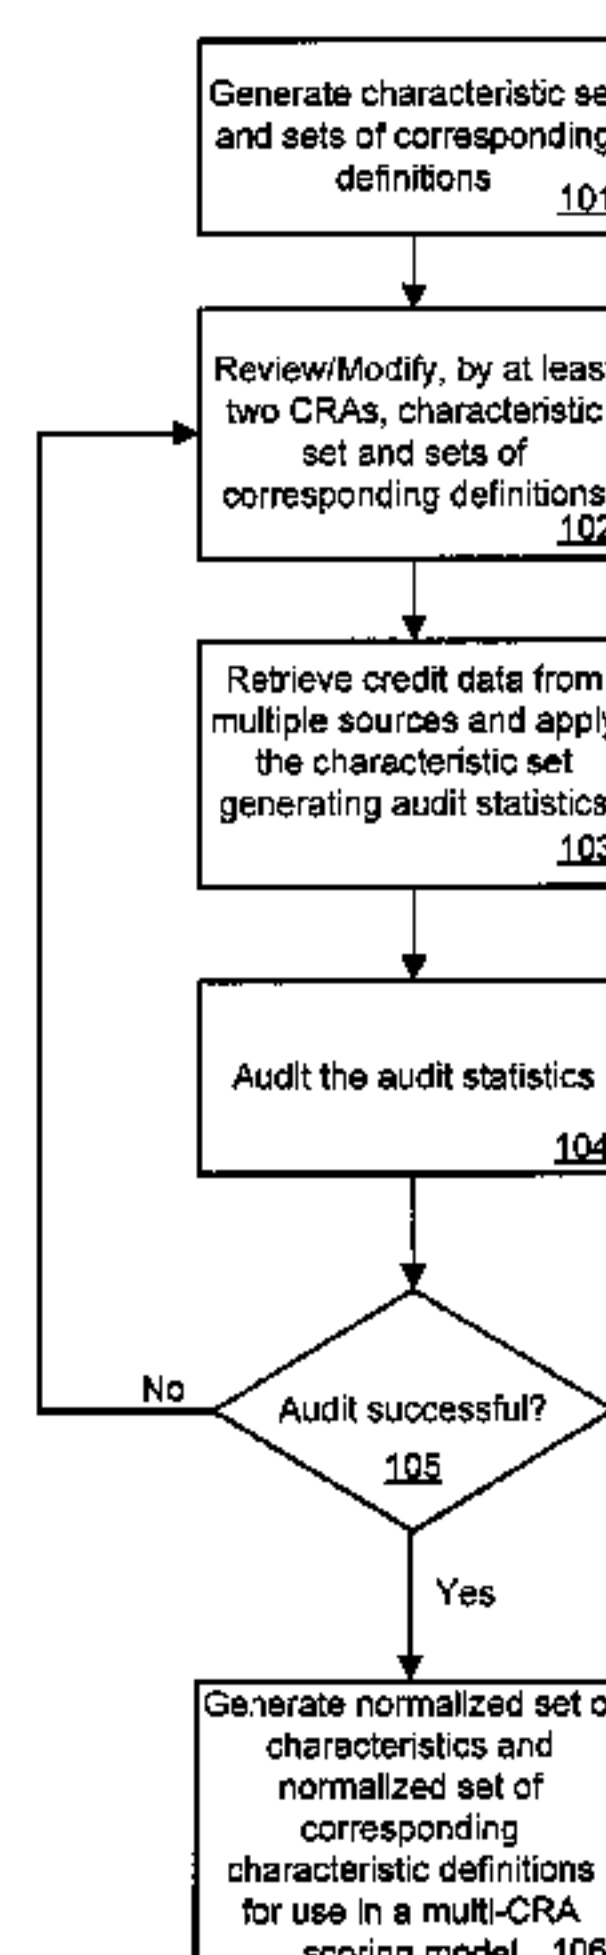 Generate characteristic se
and sets of corresponding
definitions
101
Review/Modify, by at least
two CRAs, characteristic
set and sets of
corresponding definitions
102
Retrieve credit data from
multiple sources and apply
the characteristic set
generating audit statistics
103
Audit the audit statistics
104
No
Audit successful?
105
Yes
Generate normalized set o
characteristics and
normalized set of
corresponding
characteristic definitions
for use in a multi-CRA
scoring model 106